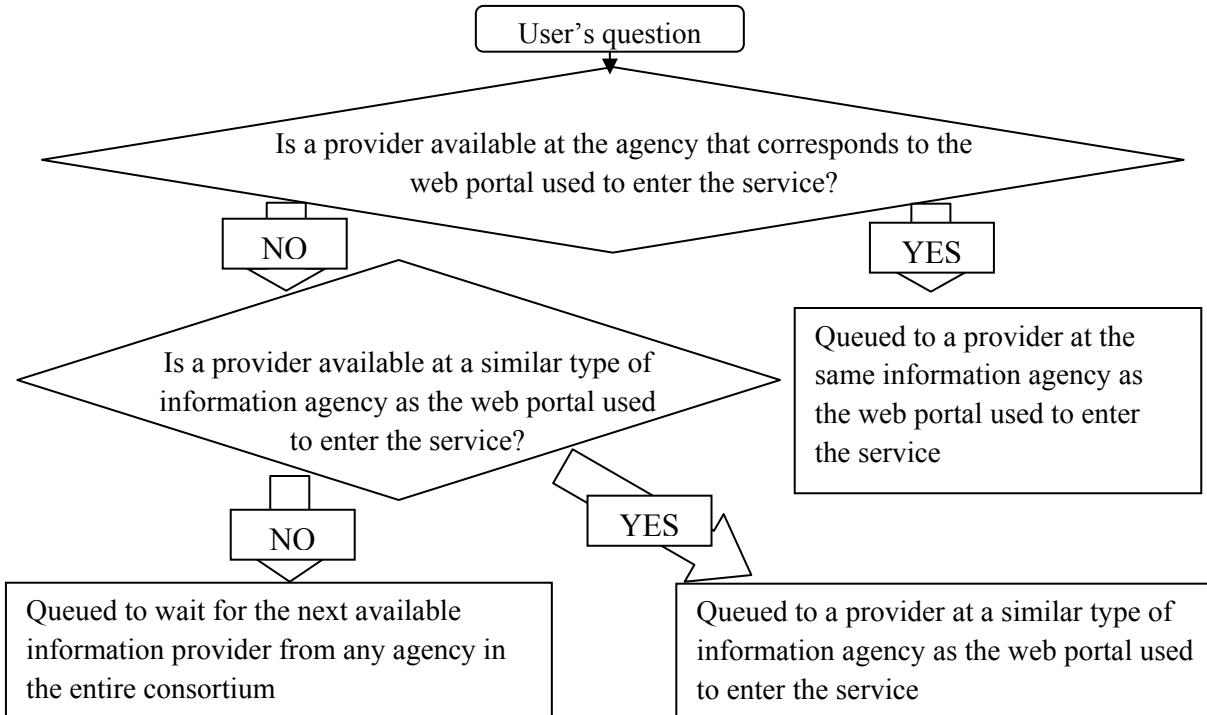 User’s question
Is a provider available at the agency that corresponds to the
web portal used to enter the service?
NO
YES
Queued to a provider at the
same information agency as
the web portal used to enter
the service
Is a provider available at a similar type of
information agency as the web portal used
to enter the service?
NO
YES
Queued to wait for the next available
information provider from any agency in
the entire consortium
Queued to a provider at a similar type of
information agency as the web portal used
to enter the service